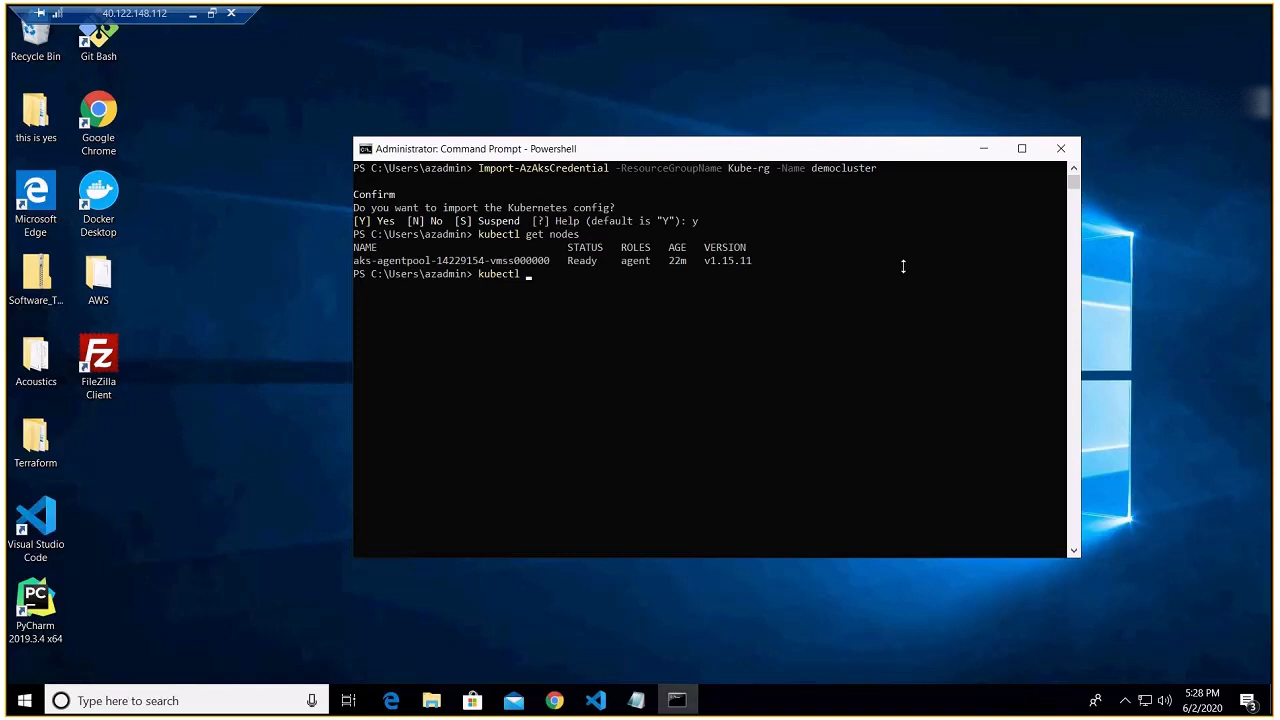 40.122.148.112
Recycle Bin
Git Bash
this is yes
Google
Chrome
Microsoft
Edge
Docker
Desktop
Software_T...
AWS
Acoustics
FileZilla
Client
Terraform
Visual Studio
Code
PC
PyCharm
2019.3.4 x64
Administrator: Command Prompt - Powershell
PS C:\Users\azadmin> Import-AzAksCredential -ResourceGroupName Kube-rg -Name democluster
Confirm
Do you want to import the Kubernetes config?
[Y] Yes [N] No [S] Suspend [?] Help (default is "Y"): y
PS C:\Users\azadmin> kubectl get nodes
NAME STATUS ROLES AGE VERSION
aks-agentpool-14229154-vmss000000 Ready agent 22m v1.15.11
PS C:\Users\azadmin> kubectl _
Type here to search
5:28 PM
6/2/2020
3